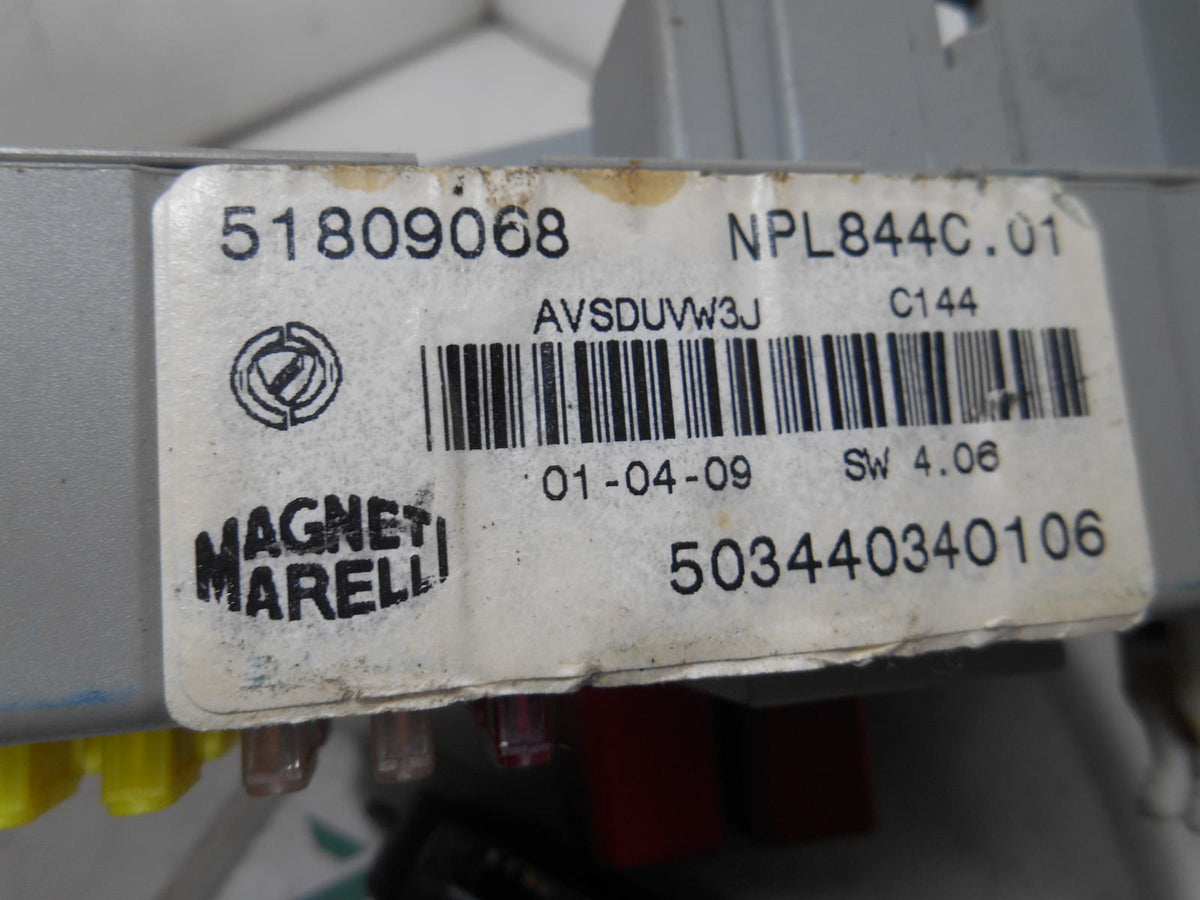 51809068 NPL844C.01
AVSDUVW3J C144
01-04-09 SW 4.06
MAGNETI
MARELLI
503440340106